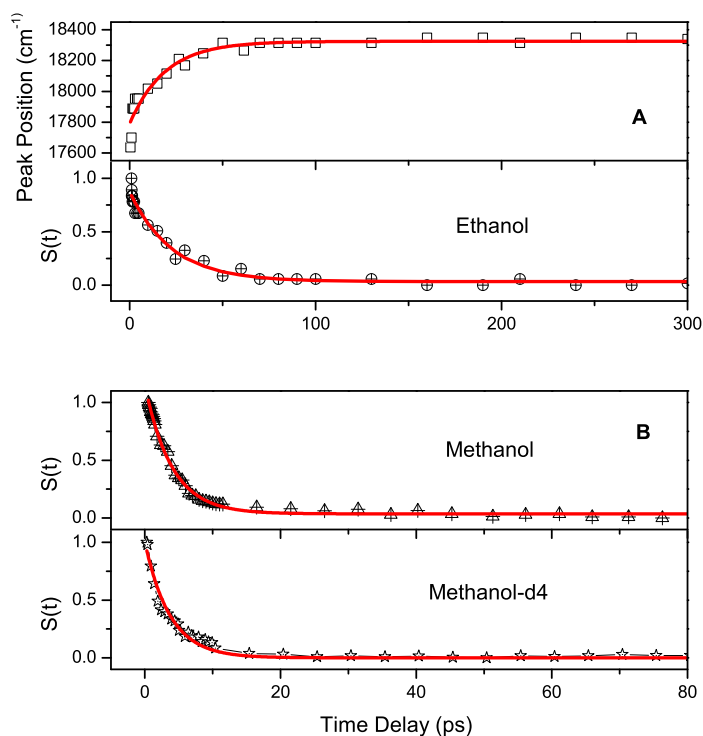 Peak Position (cm⁻¹)
18400
18200
18000
17800
17600
A
S(t)
1.0
0.5
0.0
Ethanol
0 100 200 300
S(t)
1.0
0.5
0.0
B
Methanol
S(t)
1.0
0.5
0.0
Methanol-d4
0 20 40 60 80
Time Delay (ps)